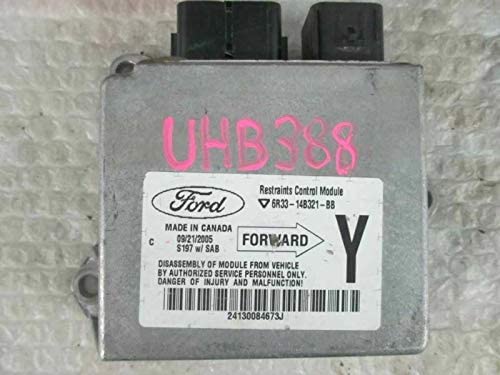 UHB388
Ford
Restraints Control Module
6R33-14B321-BB
MADE IN CANADA
C 09/21/2005
S197 w/ SAB
FORWARD
Y
DISASSEMBLY OF MODULE FROM VEHICLE
BY AUTHORIZED SERVICE PERSONNEL ONLY.
DANGER OF INJURY AND MALFUNCTION!
24130084673J